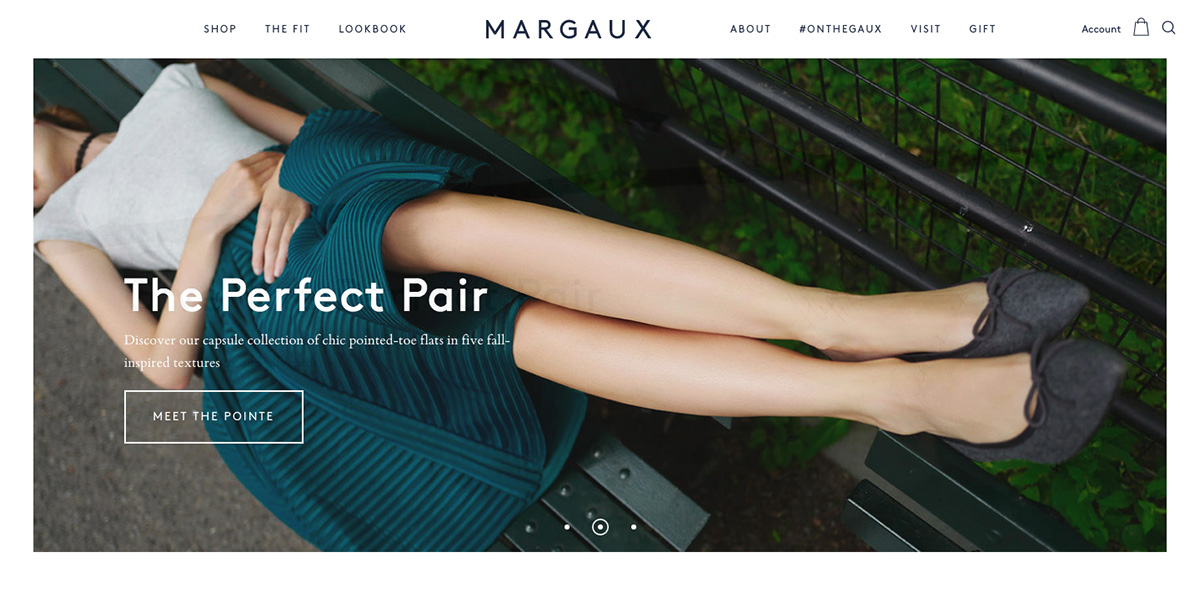 SHOP THE FIT LOOKBOOK MARGAUX ABOUT #ONTHEGAUX VISIT GIFT Account
The Perfect Pair
Discover our capsule collection of chic pointed-toe flats in five fall-
inspired textures
MEET THE POINTE